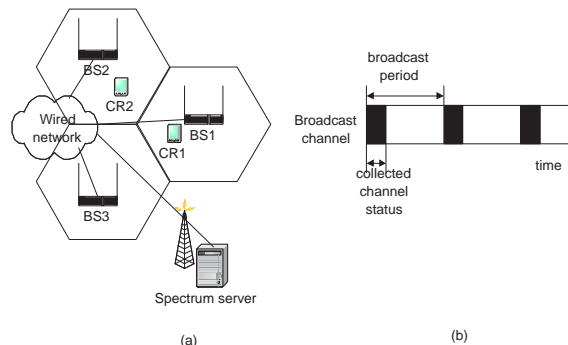 BS2
CR2
Wired
network
BS1
CR1
BS3
Spectrum server
(a)
broadcast
period
Broadcast
channel
time
collected
channel
status
(b)